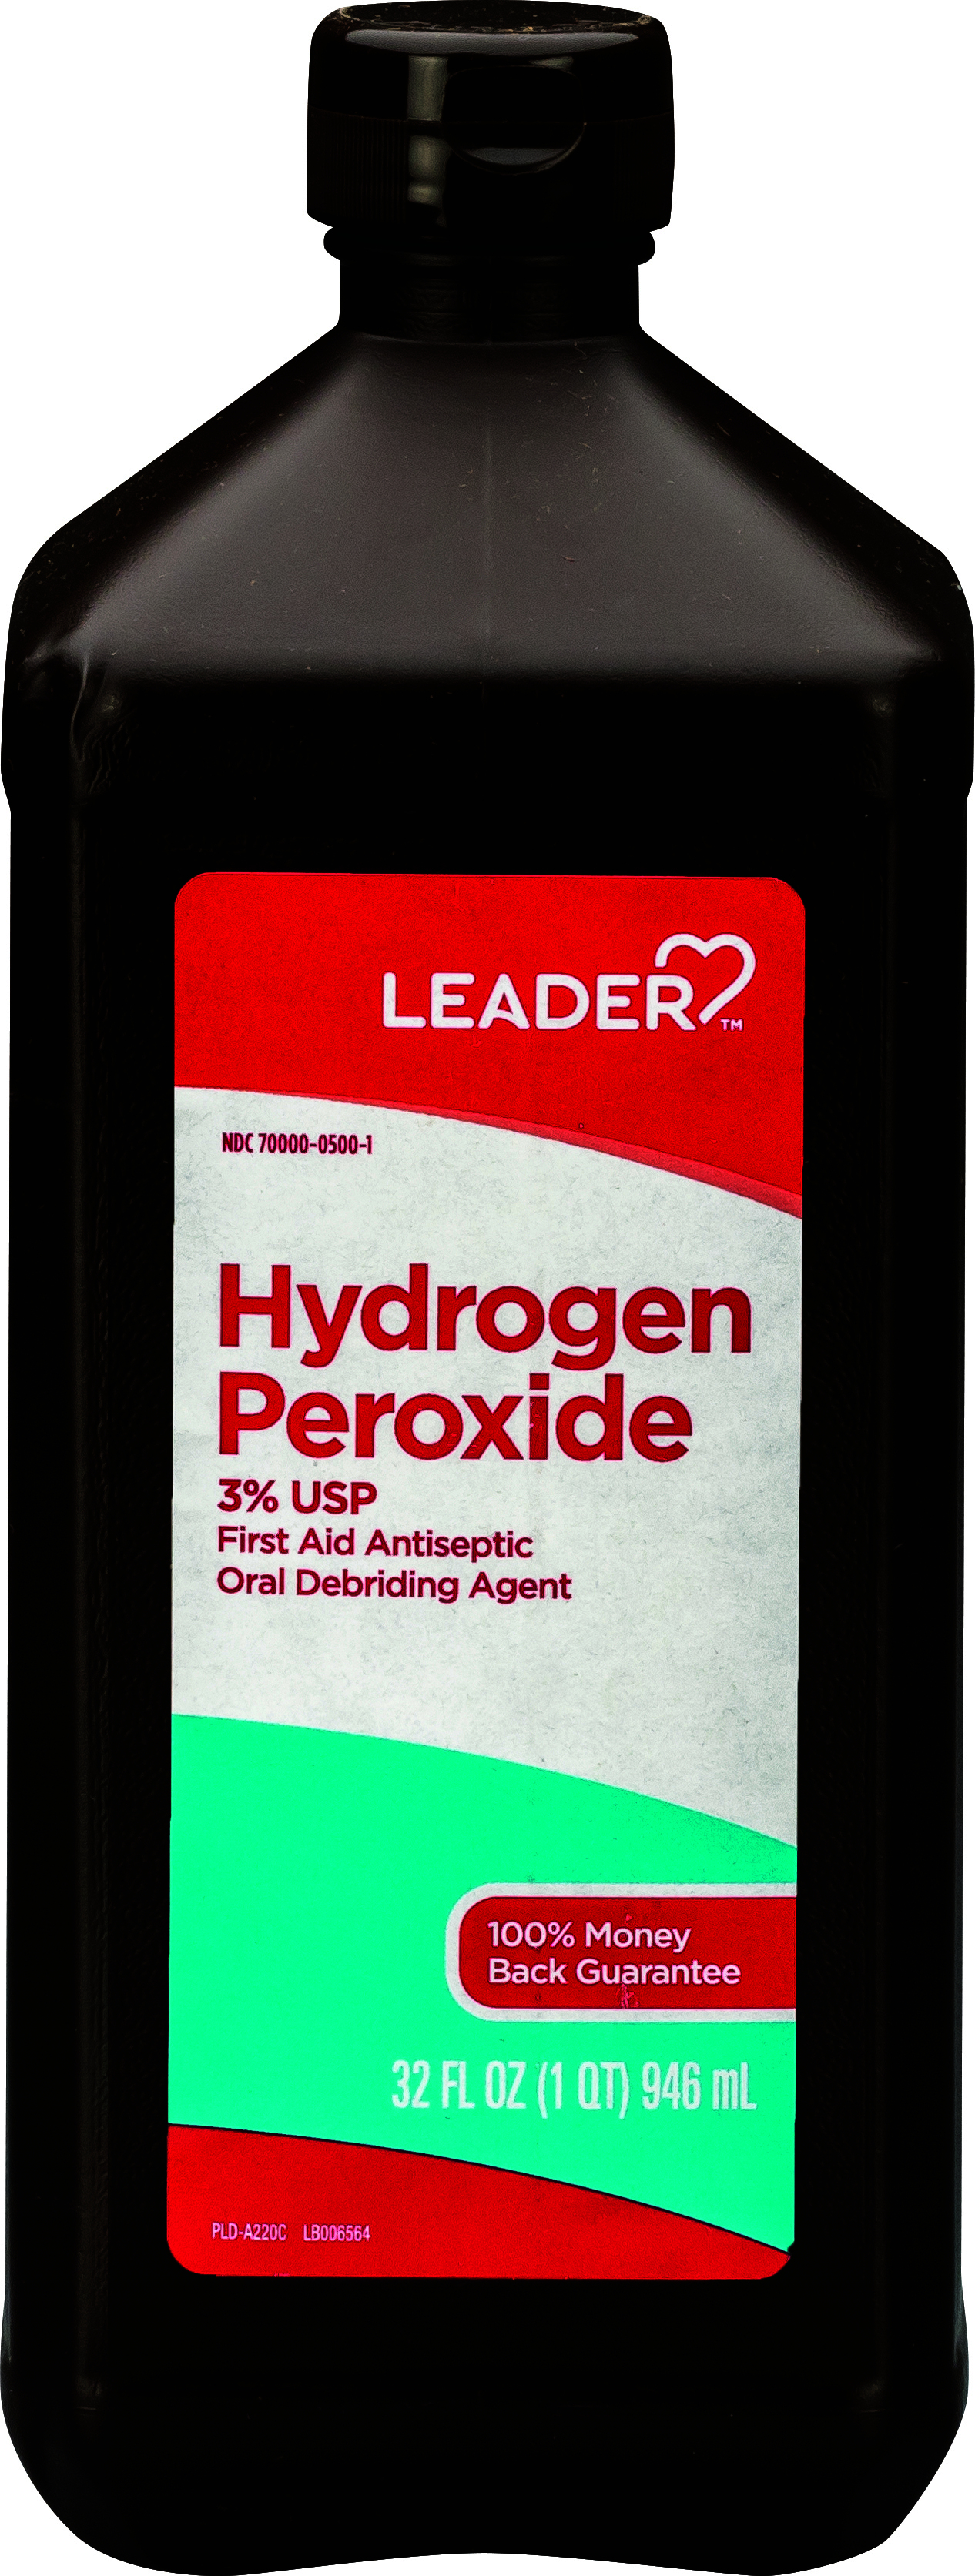 LEADER™
NDC 70000-0500-1
Hydrogen
Peroxide
3% USP
First Aid Antiseptic
Oral Debriding Agent
100% Money
Back Guarantee
32 FL OZ (1 QT) 946 mL
PLD-A220C LB006564